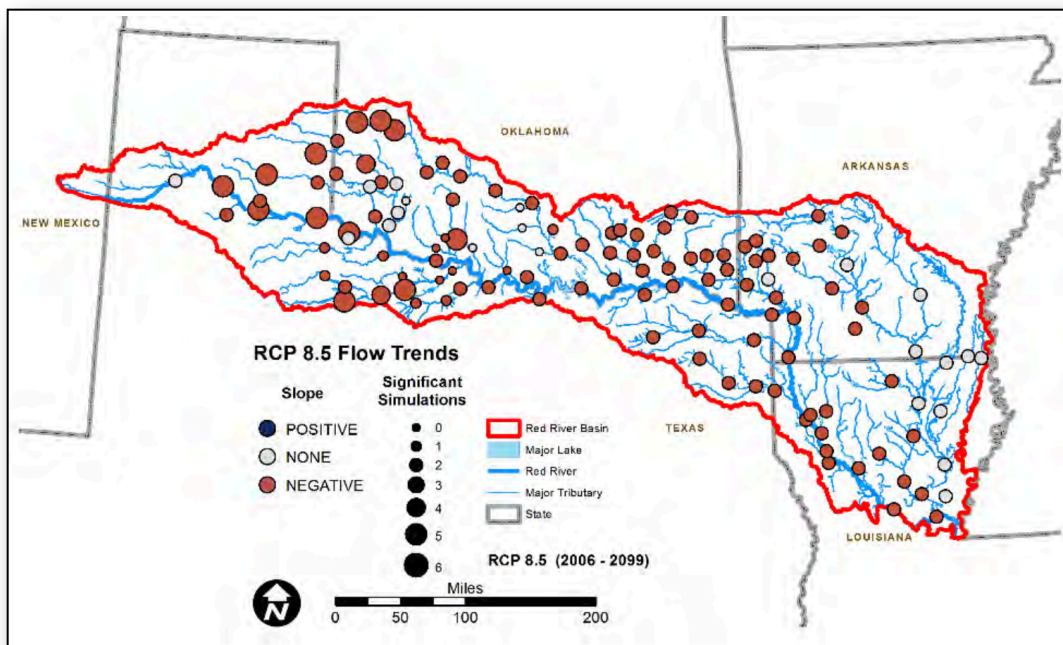 OKLAHOMA
ARKANSAS
NEW MEXICO
TEXAS
LOUISIANA
RCP 8.5 Flow Trends
Slope
POSITIVE
NONE
NEGATIVE
Significant
Simulations
0
1
2
3
4
5
6
Red River Basin
Major Lake
Red River
Major Tributary
State
RCP 8.5 (2006 - 2099)
N
Miles
0 50 100 200